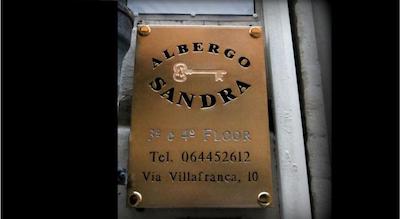 ALBERGO
SANDRA
3º e 4º FLOOR
Tel. 064452612
Via Villafranca, 10